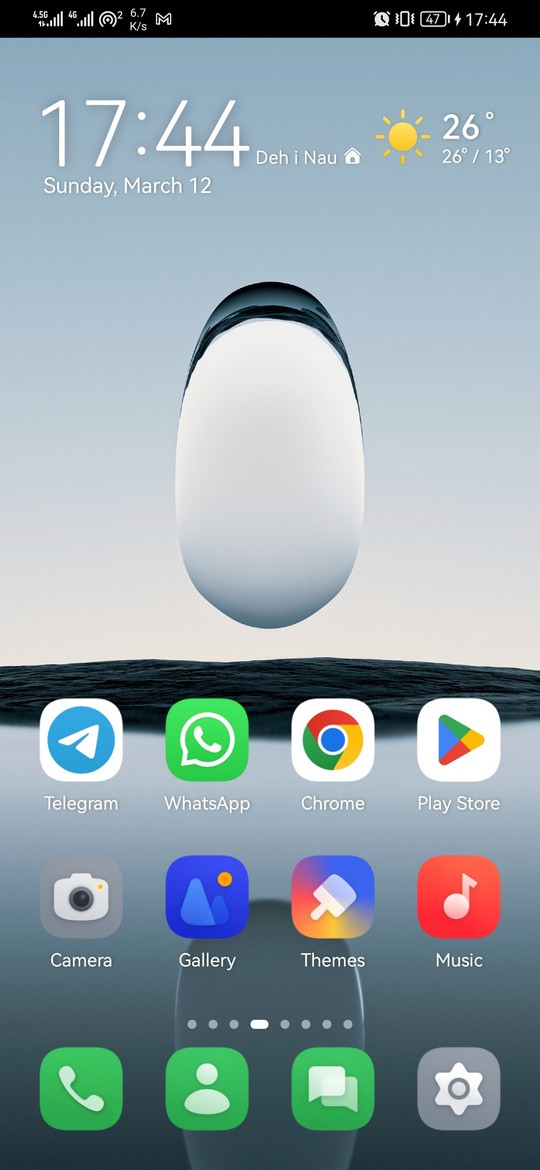 4.5G 4G 2 6.7 K/s 47 17:44
17:44
Deh i Nau 26° 26° / 13°
Sunday, March 12
Telegram WhatsApp Chrome Play Store
Camera Gallery Themes Music